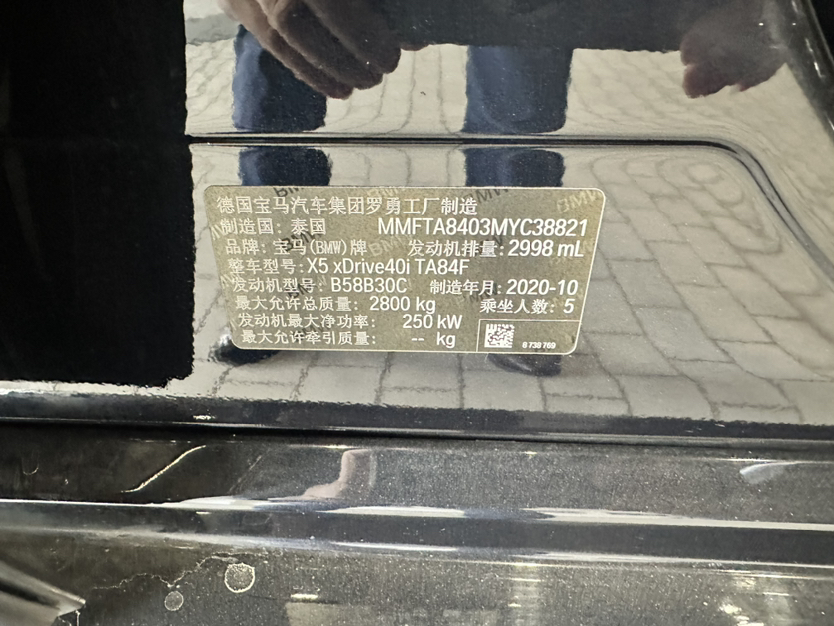 德国宝马汽车集团罗勇工厂制造
制造国: 泰国 MMFTA8403MYC38821
品牌: 宝马(BMW)牌 发动机排量: 2998 mL
整车型号: X5 xDrive40i TA84F
发动机型号: B58B30C 制造年月: 2020-10
最大允许总质量: 2800 kg 乘坐人数: 5
发动机最大净功率: 250 kW
最大允许牵引质量: -- kg
8 738 769